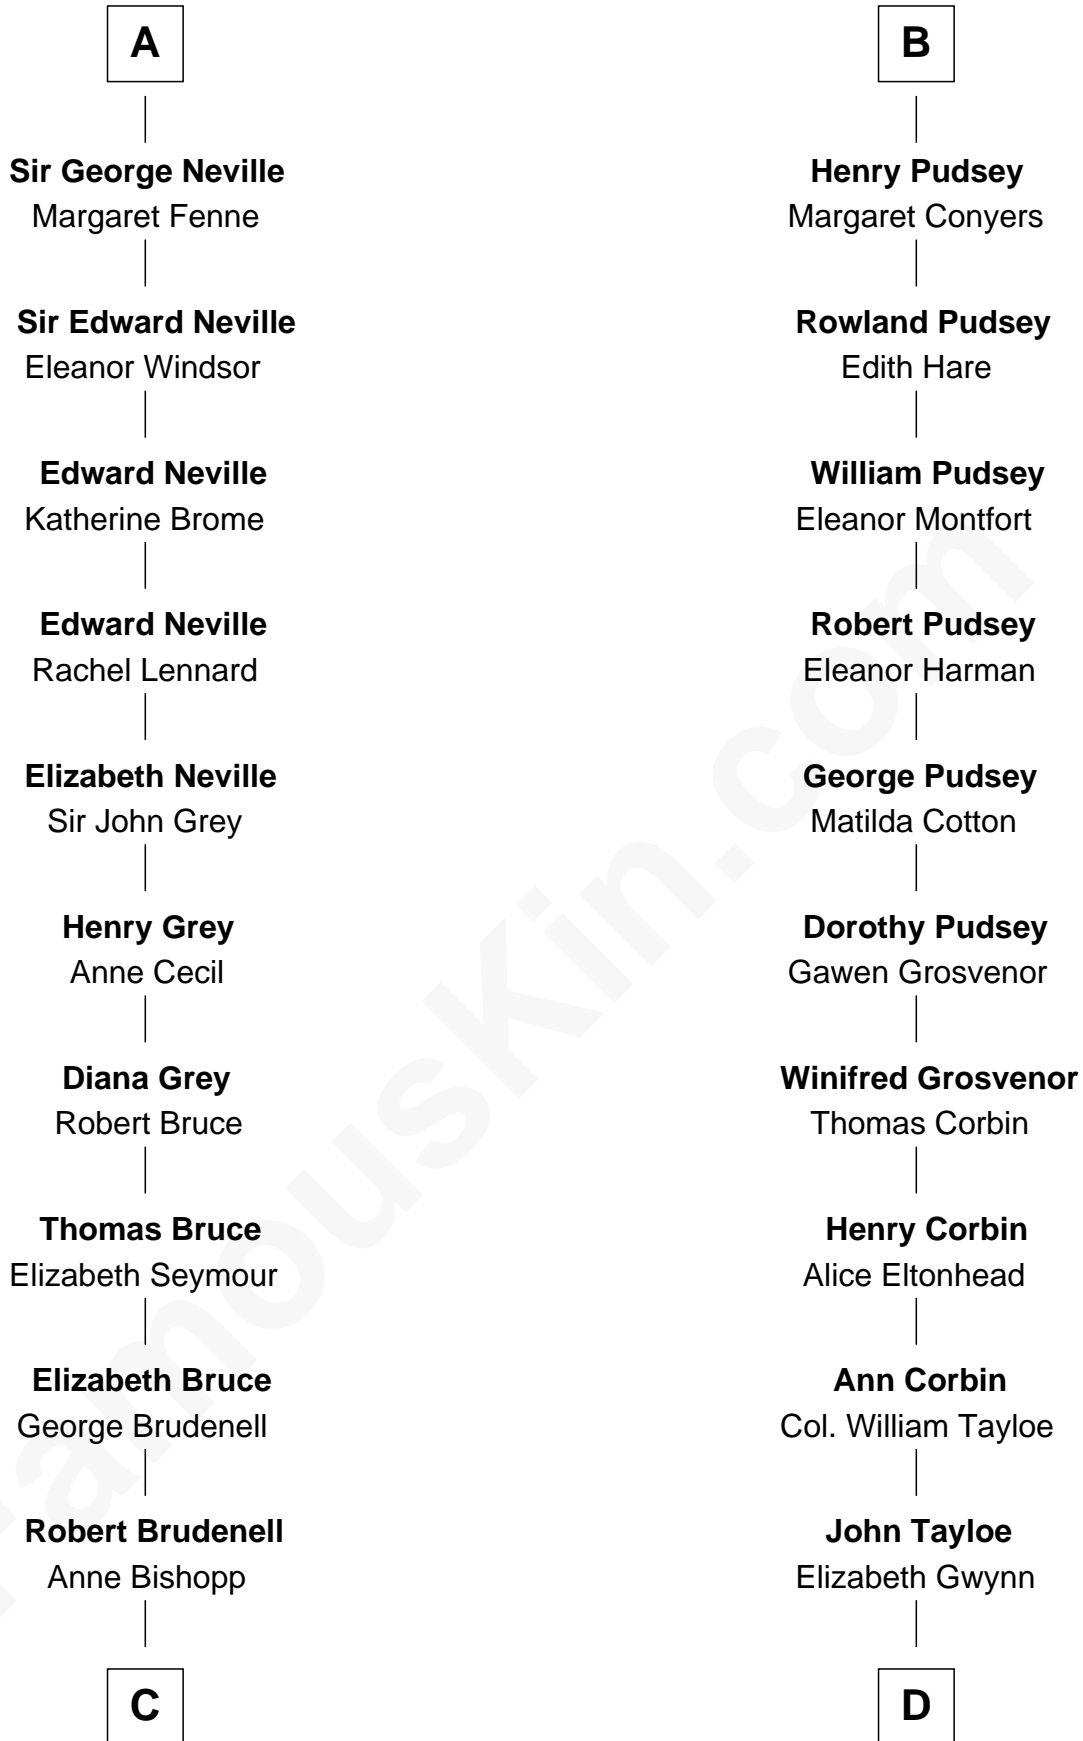 A
Sir George Neville
Margaret Fenne
Sir Edward Neville
Eleanor Windsor
Edward Neville
Katherine Brome
Edward Neville
Rachel Lennard
Elizabeth Neville
Sir John Grey
Henry Grey
Anne Cecil
Diana Grey
Robert Bruce
Thomas Bruce
Elizabeth Seymour
Elizabeth Bruce
George Brudenell
Robert Brudenell
Anne Bishopp
C
B
Henry Pudsey
Margaret Conyers
Rowland Pudsey
Edith Hare
William Pudsey
Eleanor Montfort
Robert Pudsey
Eleanor Harman
George Pudsey
Matilda Cotton
Dorothy Pudsey
Gawen Grosvenor
Winifred Grosvenor
Thomas Corbin
Henry Corbin
Alice Eltonhead
Ann Corbin
Col. William Tayloe
John Tayloe
Elizabeth Gwynn
D
FamousKin.com